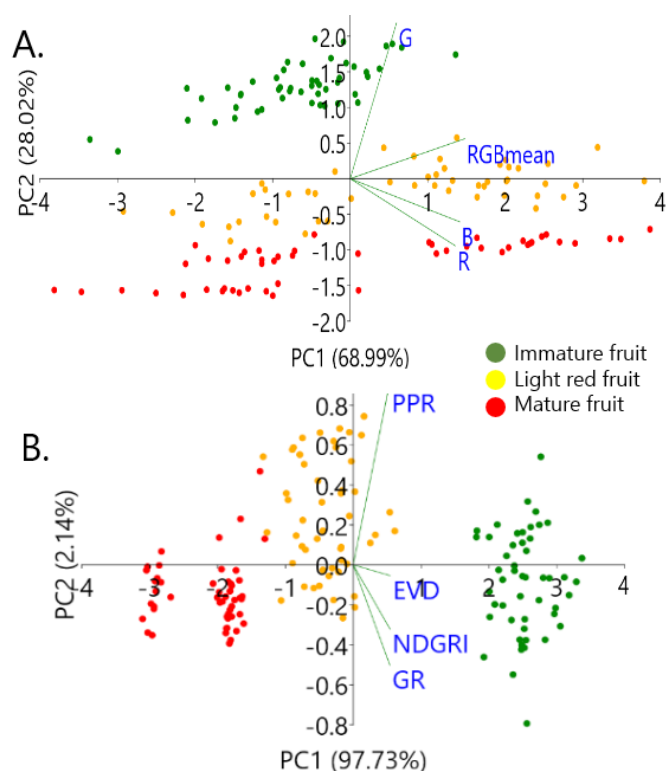 A.
PC2 (28.02%)
2.0
1.5
1.0
0.5
-0.5
-1.0
-1.5
-2.0
-3
-2
-1
1
2
3
4
G
RGBmean
B
R
PC1 (68.99%)
Immature fruit
Light red fruit
Mature fruit
B.
PC2 (2.14%)
0.8
0.6
0.4
0.2
0.0
-0.2
-0.4
-0.6
-0.8
-4
-3
-2
-1
1
2
3
4
PPR
EVD
NDGRI
GR
PC1 (97.73%)